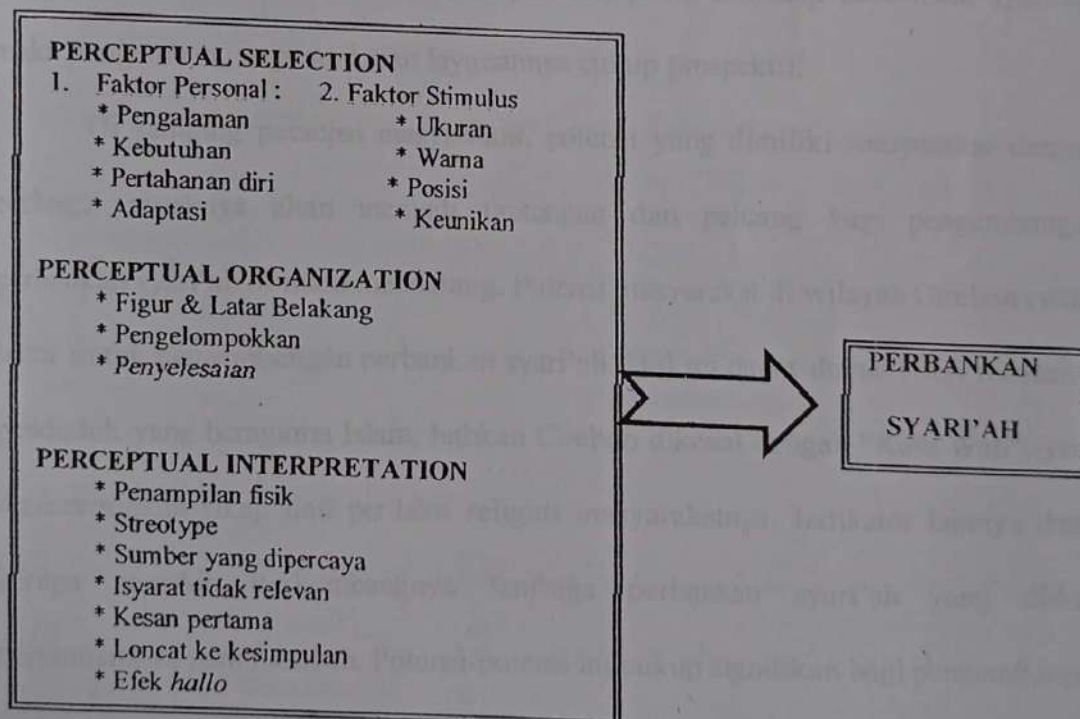 PERCEPTUAL SELECTION
1. Faktor Personal : 2. Faktor Stimulus
* Pengalaman * Ukuran
* Kebutuhan * Warna
* Pertahanan diri * Posisi
* Adaptasi * Keunikan
PERCEPTUAL ORGANIZATION
* Figur & Latar Belakang
* Pengelompokkan
* Penyelesaian
PERCEPTUAL INTERPRETATION
* Penampilan fisik
* Streotype
* Sumber yang dipercaya
* Isyarat tidak relevan
* Kesan pertama
* Loncat ke kesimpulan
* Efek hallo
PERBANKAN
SYARI'AH